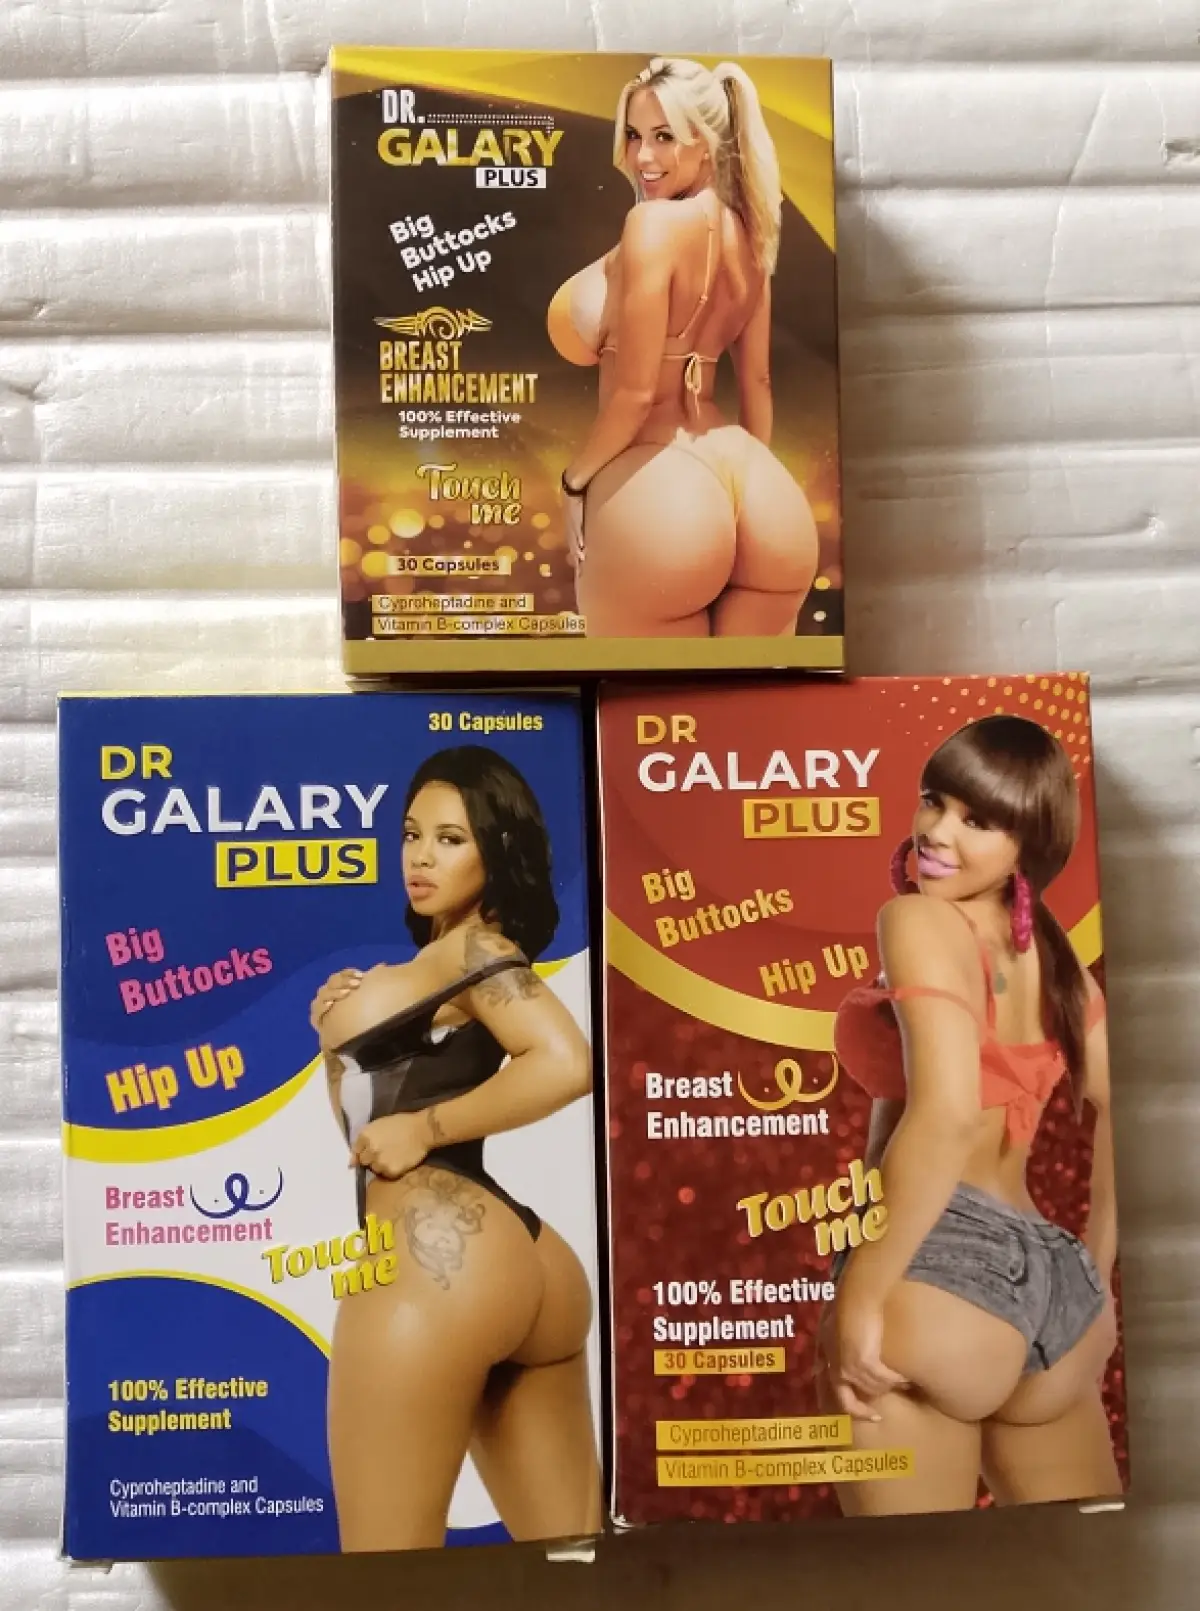 DR.
GALARY
PLUS
Big
Buttocks
Hip Up
BREAST
ENHANCEMENT
100% Effective
Supplement
Touch
me
30 Capsules
Cyproheptadine and
Vitamin B-complex Capsules
30 Capsules
DR
GALARY
PLUS
Big
Buttocks
Hip Up
Breast
Enhancement
Touch
me
100% Effective
Supplement
Cyproheptadine and
Vitamin B-complex Capsules
DR
GALARY
PLUS
Big
Buttocks
Hip Up
Breast
Enhancement
Touch
me
100% Effective
Supplement
30 Capsules
Cyproheptadine and
Vitamin B-complex Capsules